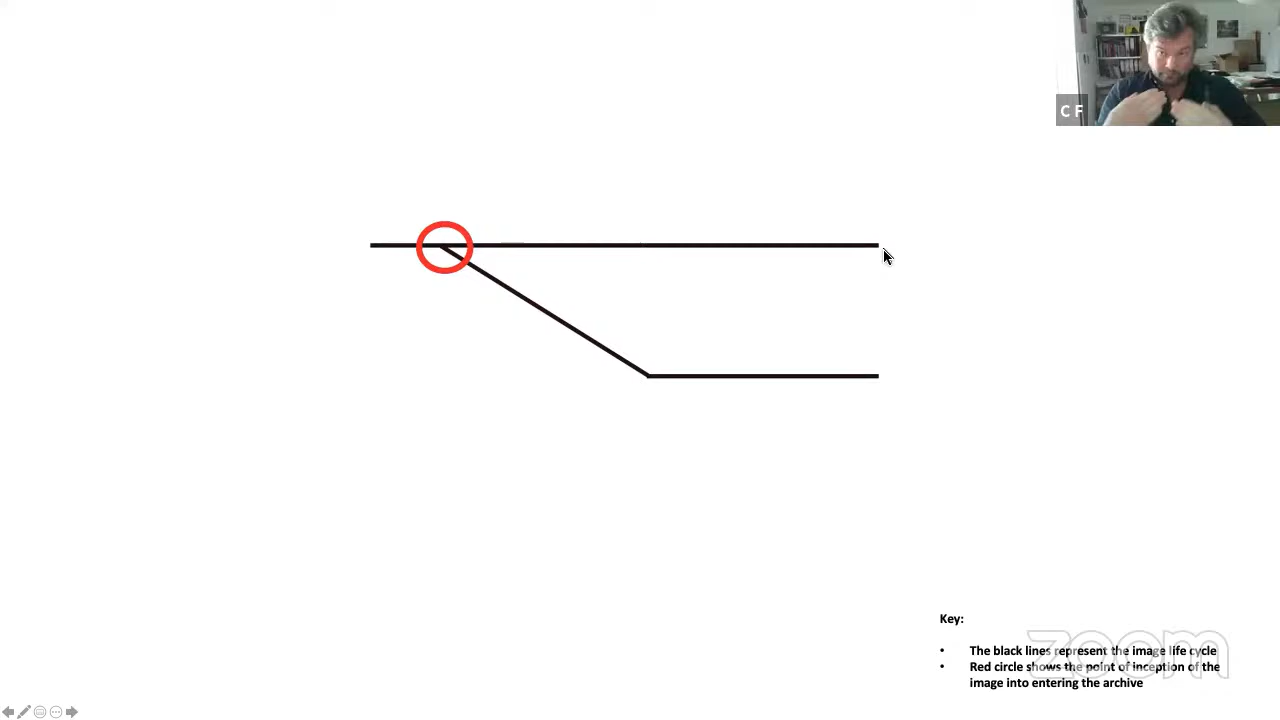 C F
Key:
• The black lines represent the image life cycle
• Red circle shows the point of inception of the
image into entering the archive
zoom